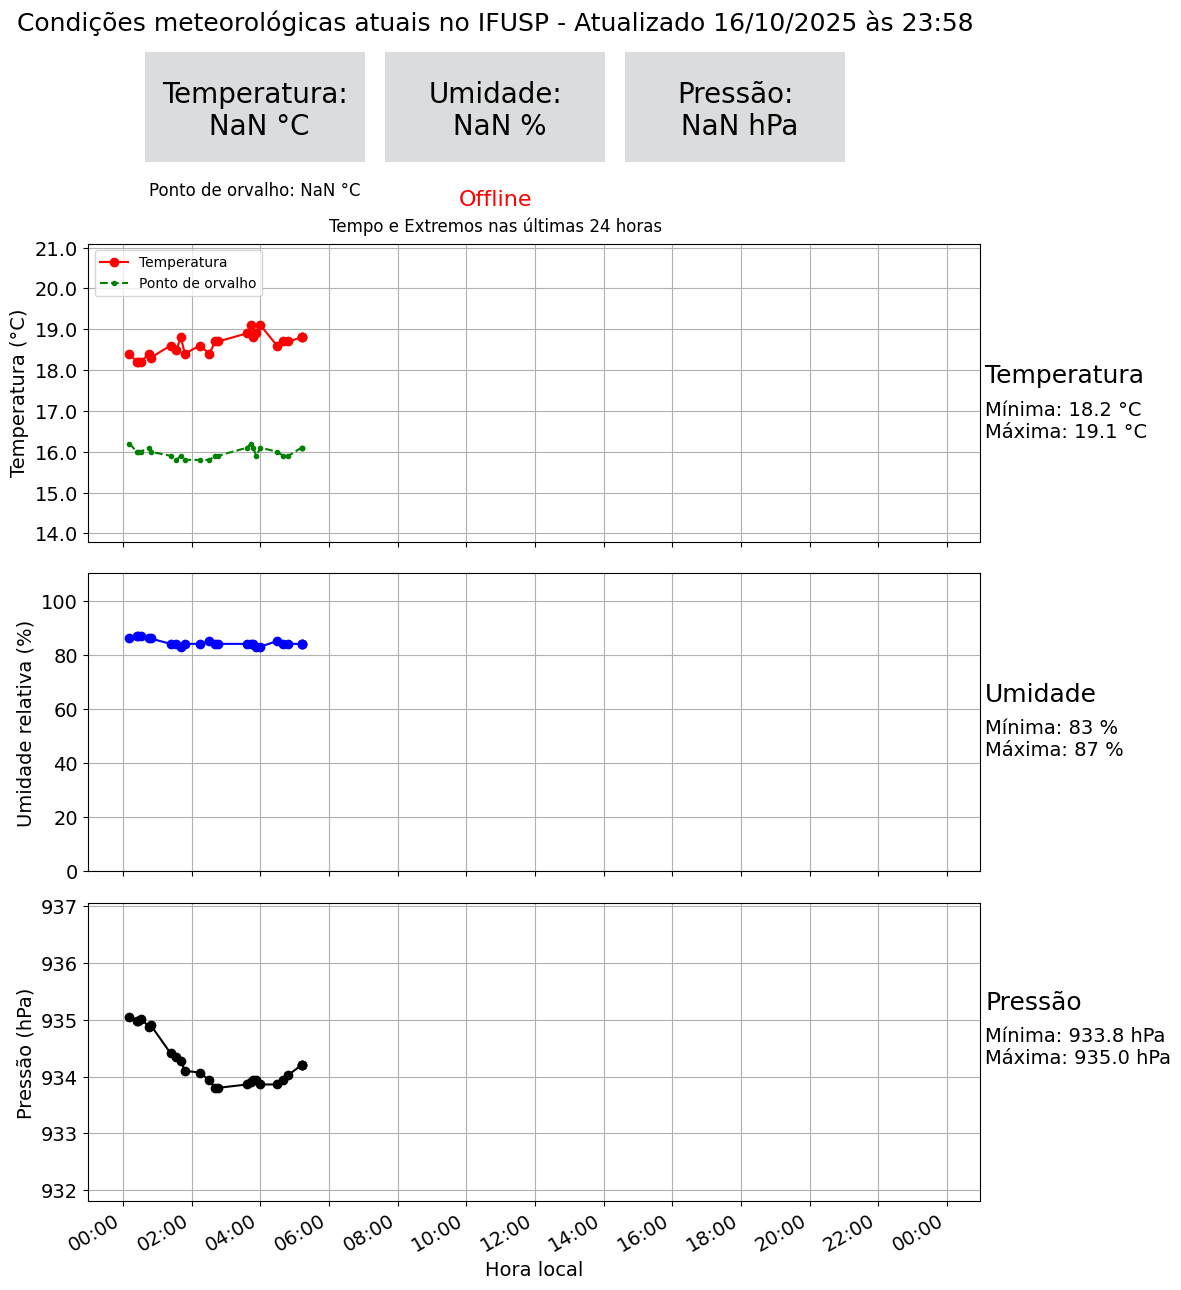 Condições meteorológicas atuais no IFUSP - Atualizado 16/10/2025 às 23:58
Temperatura:
NaN °C
Umidade:
NaN %
Pressão:
NaN hPa
Ponto de orvalho: NaN °C
Offline
Tempo e Extremos nas últimas 24 horas
Temperatura
Ponto de orvalho
Temperatura (°C)
21.0
20.0
19.0
18.0
17.0
16.0
15.0
14.0
Temperatura
Mínima: 18.2 °C
Máxima: 19.1 °C
Umidade relativa (%)
100
80
60
40
20
0
Umidade
Mínima: 83 %
Máxima: 87 %
Pressão (hPa)
937
936
935
934
933
932
Pressão
Mínima: 933.8 hPa
Máxima: 935.0 hPa
00:00 02:00 04:00 06:00 08:00 10:00 12:00 14:00 16:00 18:00 20:00 22:00 00:00
Hora local